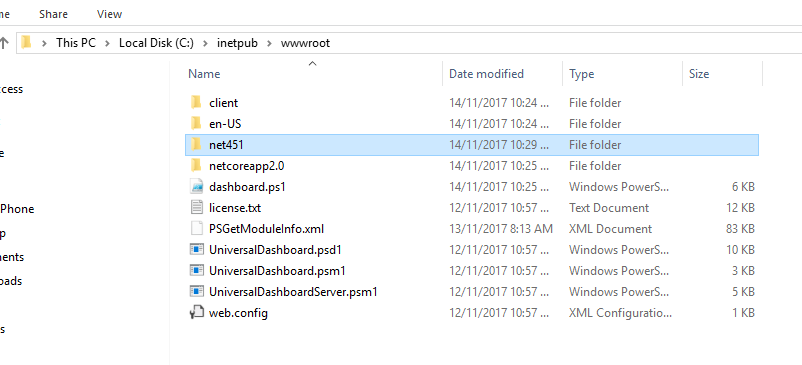 me Share View
This PC > Local Disk (C:) > inetpub > wwwroot
Name Date modified Type Size
ccess
client 14/11/2017 10:24 ... File folder
en-US 14/11/2017 10:24 ... File folder
e net451 14/11/2017 10:29 ... File folder
netcoreapp2.0 14/11/2017 10:25 ... File folder
dashboard.ps1 14/11/2017 10:25 ... Windows PowerS... 6 KB
Phone license.txt 12/11/2017 10:57 ... Text Document 12 KB
p PSGetModuleInfo.xml 13/11/2017 8:13 AM XML Document 83 KB
ents UniversalDashboard.psd1 12/11/2017 10:57 ... Windows PowerS... 10 KB
UniversalDashboard.psm1 12/11/2017 10:57 ... Windows PowerS... 3 KB
oads
UniversalDashboardServer.psm1 12/11/2017 10:57 ... Windows PowerS... 5 KB
web.config 12/11/2017 10:57 ... XML Configuratio... 1 KB
s